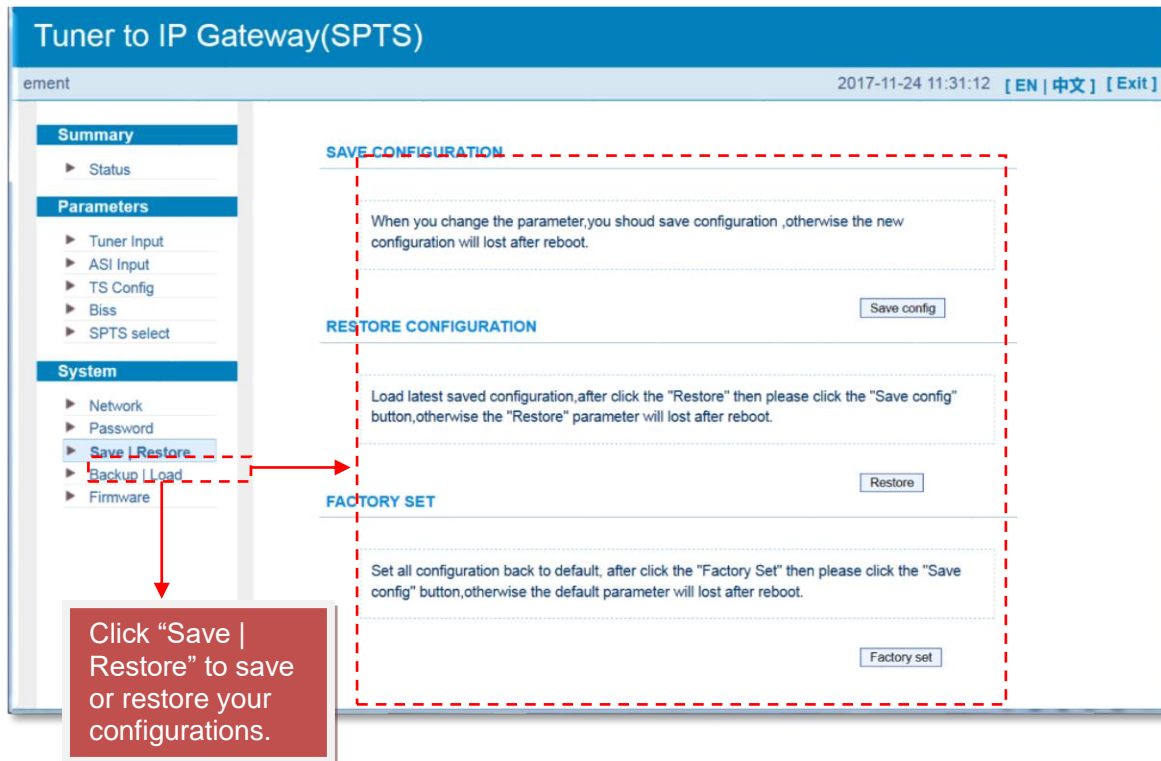 Tuner to IP Gateway(SPTS)
ement
2017-11-24 11:31:12 [ EN | 中文 ] [ Exit ]
Summary
Status
Parameters
Tuner Input
ASI Input
TS Config
Biss
SPTS select
System
Network
Password
Save | Restore
Backup | Load
Firmware
SAVE CONFIGURATION
When you change the parameter,you shoud save configuration ,otherwise the new
configuration will lost after reboot.
Save config
RESTORE CONFIGURATION
Load latest saved configuration,after click the "Restore" then please click the "Save config"
button,otherwise the "Restore" parameter will lost after reboot.
Restore
FACTORY SET
Set all configuration back to default, after click the "Factory Set" then please click the "Save
config" button,otherwise the default parameter will lost after reboot.
Factory set
Click “Save |
Restore” to save
or restore your
configurations.